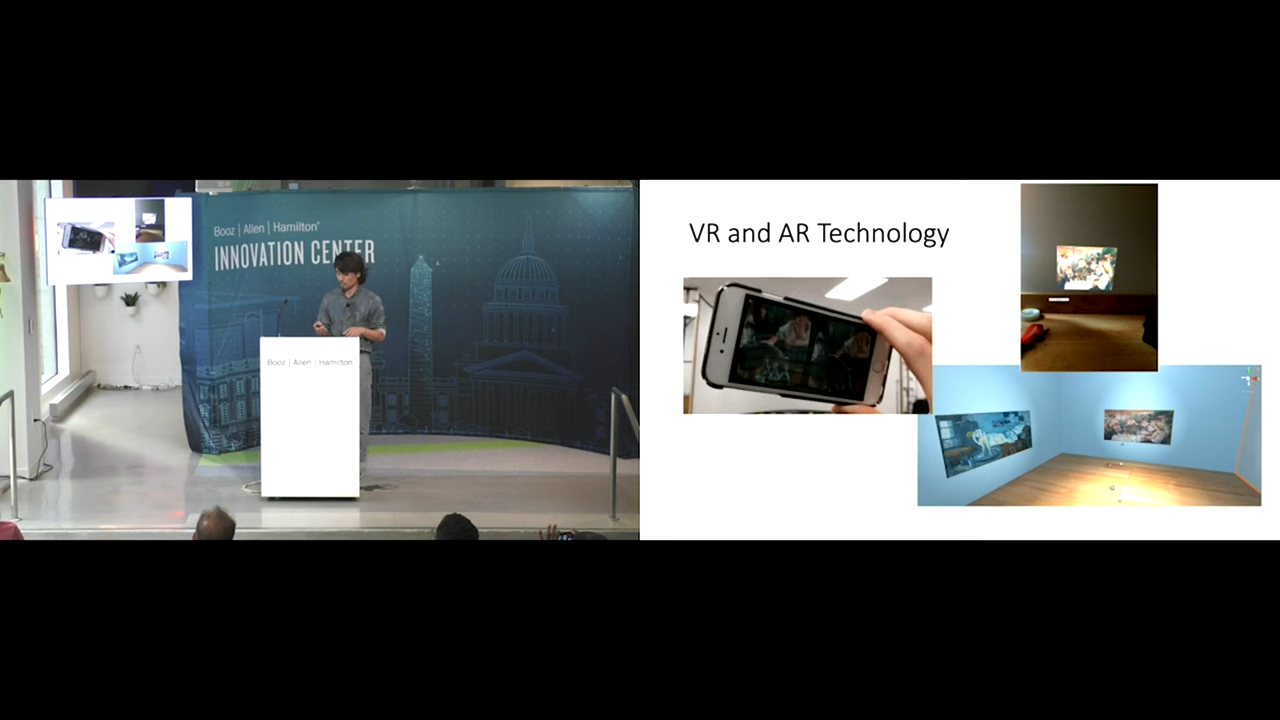 Booz | Allen | Hamilton®
INNOVATION CENTER
Booz | Allen | Hamilton
VR and AR Technology